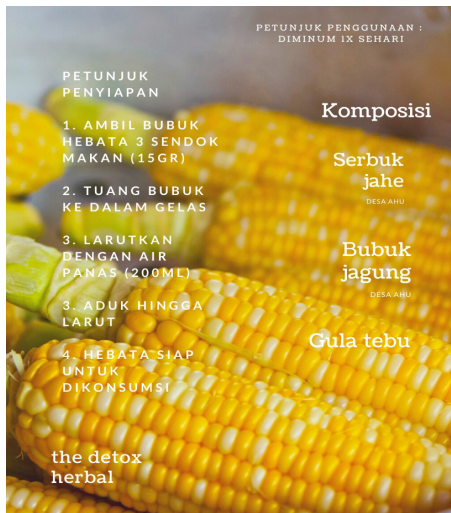 PETUNJUK PENGGUNAAN :
DIMINUM 1X SEHARI
PETUNJUK
PENYIAPAN
1. AMBIL BUBUK
HEBATA 3 SENDOK
MAKAN (15GR)
2. TUANG BUBUK
KE DALAM GELAS
3. LARUTKAN
DENGAN AIR
PANAS (200ML)
3. ADUK HINGGA
LARUT
4. HEBATA SIAP
UNTUK
DIKONSUMSI
the detox
herbal
Komposisi
Serbuk
jahe
DESA AHU
Bubuk
jagung
DESA AHU
Gula tebu